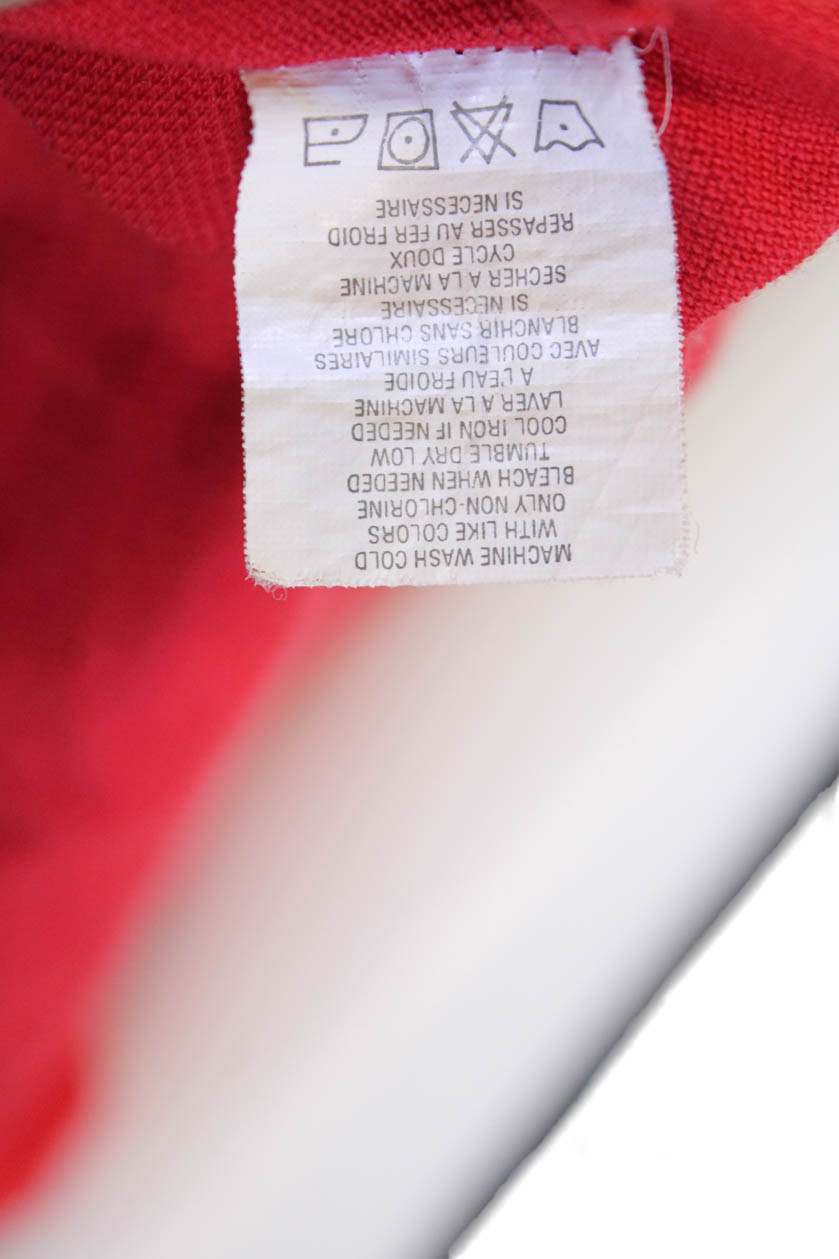 MACHINE WASH COLD
WITH LIKE COLORS
ONLY NON-CHLORINE
BLEACH WHEN NEEDED
TUMBLE DRY LOW
COOL IRON IF NEEDED
LAVER A LA MACHINE
A L'EAU FROIDE
AVEC COULEURS SIMILAIRES
BLANCHIR SANS CHLORE
SI NECESSAIRE
SECHER A LA MACHINE
CYCLE DOUX
REPASSER AU FER FROID
SI NECESSAIRE